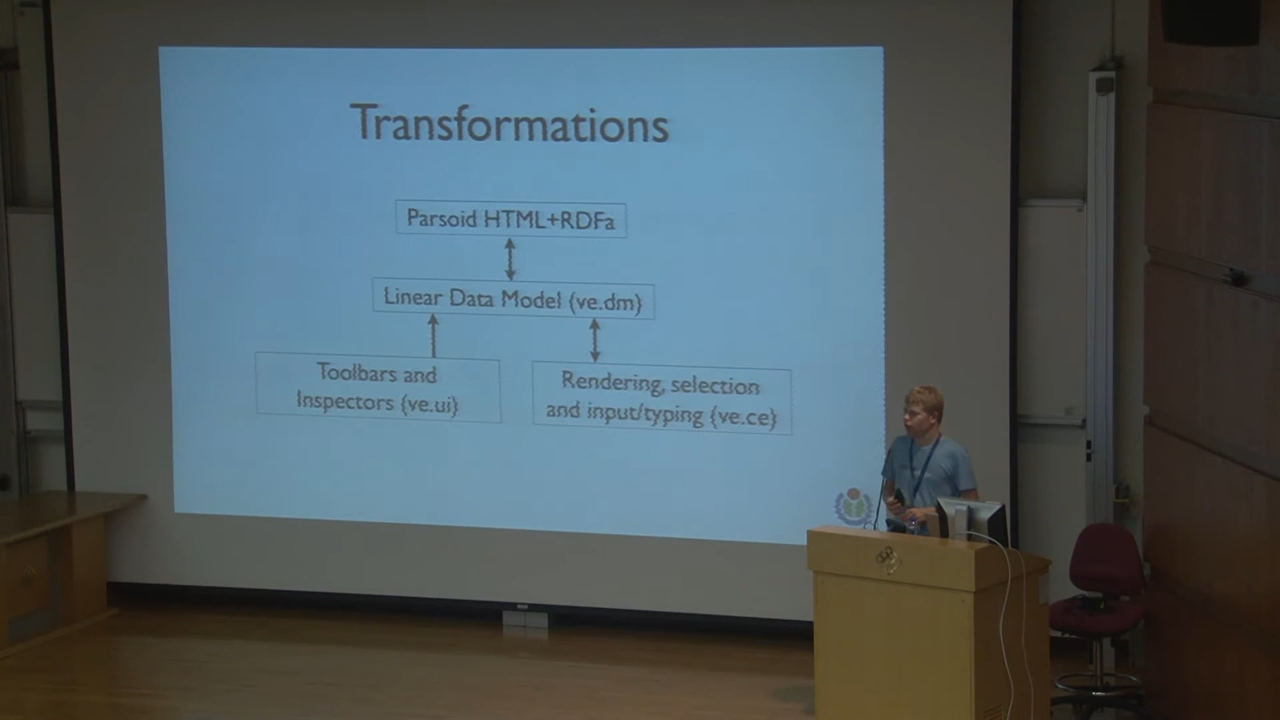 Transformations
Parsoid HTML+RDFa
Linear Data Model {ve.dm}
Toolbars and
Inspectors {ve.ui}
Rendering, selection
and input/typing {ve.ce}